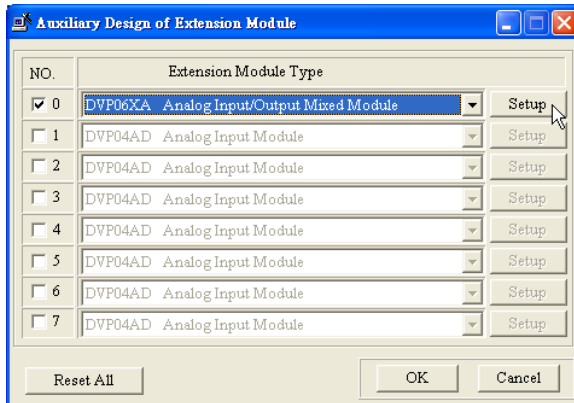 Auxiliary Design of Extension Module
NO. Extension Module Type
0 DVP06XA Analog Input/Output Mixed Module Setup
1 DVP04AD Analog Input Module Setup
2 DVP04AD Analog Input Module Setup
3 DVP04AD Analog Input Module Setup
4 DVP04AD Analog Input Module Setup
5 DVP04AD Analog Input Module Setup
6 DVP04AD Analog Input Module Setup
7 DVP04AD Analog Input Module Setup
Reset All OK Cancel